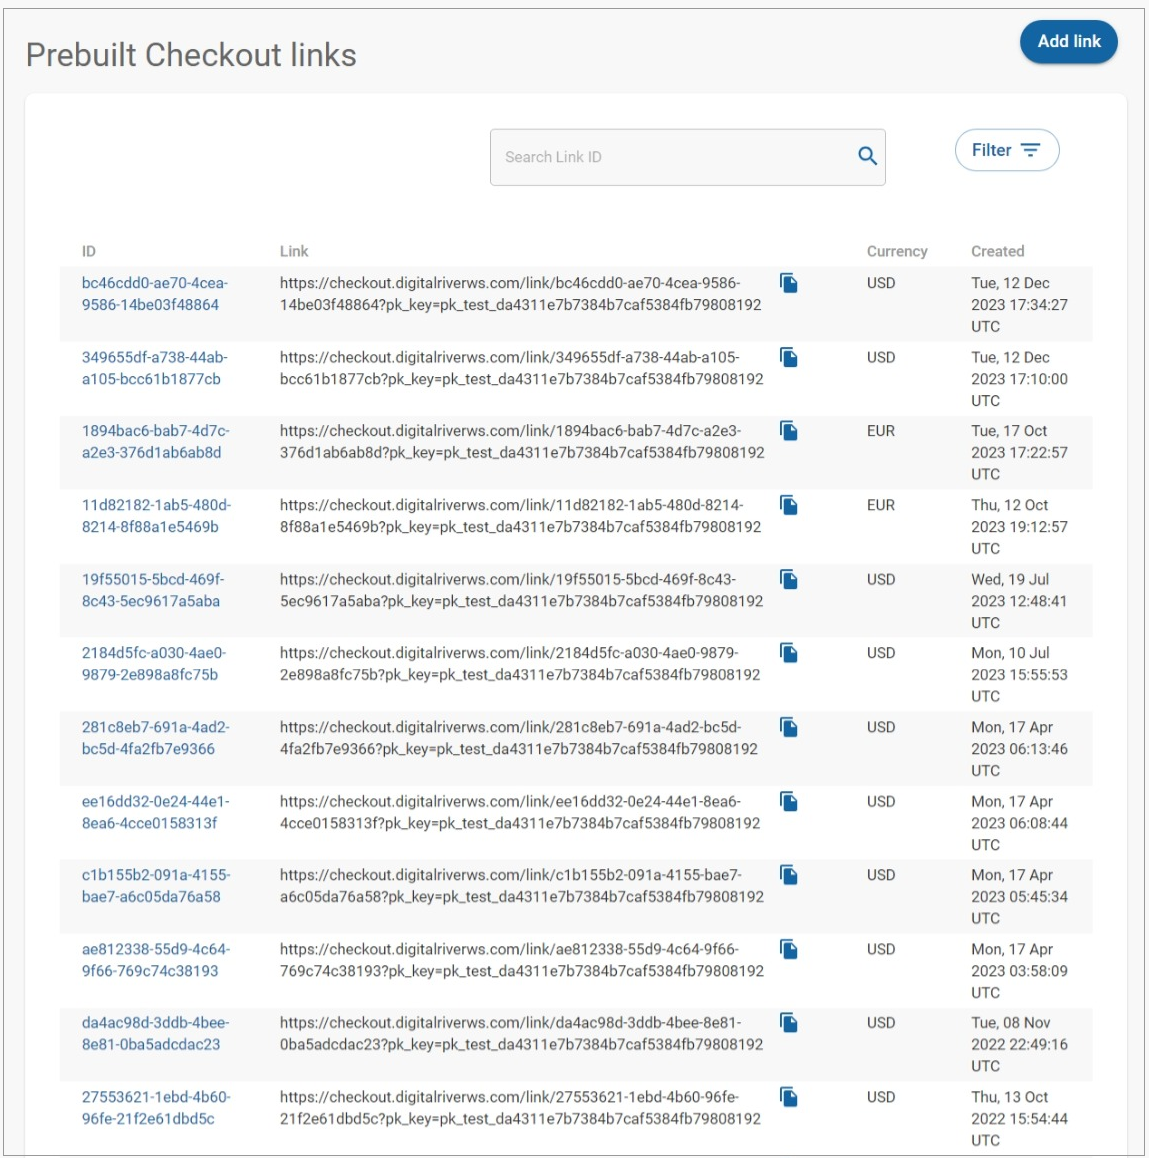 Prebuilt Checkout links
Add link
Search Link ID
Filter
ID Link Currency Created
bc46cdd0-ae70-4cea- https://checkout.digitalriverws.com/link/bc46cdd0-ae70-4cea-9586- USD Tue, 12 Dec
9586-14be03f48864 14be03f48864?pk_key=pk_test_da4311e7b7384b7caf5384fb79808192 2023 17:34:27
UTC
349655df-a738-44ab- https://checkout.digitalriverws.com/link/349655df-a738-44ab-a105- USD Tue, 12 Dec
a105-bcc61b1877cb bcc61b1877cb?pk_key=pk_test_da4311e7b7384b7caf5384fb79808192 2023 17:10:00
UTC
1894bac6-bab7-4d7c- https://checkout.digitalriverws.com/link/1894bac6-bab7-4d7c-a2e3- EUR Tue, 17 Oct
a2e3-376d1ab6ab8d 376d1ab6ab8d?pk_key=pk_test_da4311e7b7384b7caf5384fb79808192 2023 17:22:57
UTC
11d82182-1ab5-480d- https://checkout.digitalriverws.com/link/11d82182-1ab5-480d-8214- EUR Thu, 12 Oct
8214-8f88a1e5469b 8f88a1e5469b?pk_key=pk_test_da4311e7b7384b7caf5384fb79808192 2023 19:12:57
UTC
19f55015-5bcd-469f- https://checkout.digitalriverws.com/link/19f55015-5bcd-469f-8c43- USD Wed, 19 Jul
8c43-5ec9617a5aba 5ec9617a5aba?pk_key=pk_test_da4311e7b7384b7caf5384fb79808192 2023 12:48:41
UTC
2184d5fc-a030-4ae0- https://checkout.digitalriverws.com/link/2184d5fc-a030-4ae0-9879- USD Mon, 10 Jul
9879-2e898a8fc75b 2e898a8fc75b?pk_key=pk_test_da4311e7b7384b7caf5384fb79808192 2023 15:55:53
UTC
281c8eb7-691a-4ad2- https://checkout.digitalriverws.com/link/281c8eb7-691a-4ad2-bc5d- USD Mon, 17 Apr
bc5d-4fa2fb7e9366 4fa2fb7e9366?pk_key=pk_test_da4311e7b7384b7caf5384fb79808192 2023 06:13:46
UTC
ee16dd32-0e24-44e1- https://checkout.digitalriverws.com/link/ee16dd32-0e24-44e1-8ea6- USD Mon, 17 Apr
8ea6-4cce0158313f 4cce0158313f?pk_key=pk_test_da4311e7b7384b7caf5384fb79808192 2023 06:08:44
UTC
c1b155b2-091a-4155- https://checkout.digitalriverws.com/link/c1b155b2-091a-4155-bae7- USD Mon, 17 Apr
bae7-a6c05da76a58 a6c05da76a58?pk_key=pk_test_da4311e7b7384b7caf5384fb79808192 2023 05:45:34
UTC
ae812338-55d9-4c64- https://checkout.digitalriverws.com/link/ae812338-55d9-4c64-9f66- USD Mon, 17 Apr
9f66-769c74c38193 769c74c38193?pk_key=pk_test_da4311e7b7384b7caf5384fb79808192 2023 03:58:09
UTC
da4ac98d-3ddb-4bee- https://checkout.digitalriverws.com/link/da4ac98d-3ddb-4bee-8e81- USD Tue, 08 Nov
8e81-0ba5adcdac23 0ba5adcdac23?pk_key=pk_test_da4311e7b7384b7caf5384fb79808192 2022 22:49:16
UTC
27553621-1ebd-4b60- https://checkout.digitalriverws.com/link/27553621-1ebd-4b60-96fe- USD Thu, 13 Oct
96fe-21f2e61dbd5c 21f2e61dbd5c?pk_key=pk_test_da4311e7b7384b7caf5384fb79808192 2022 15:54:44
UTC